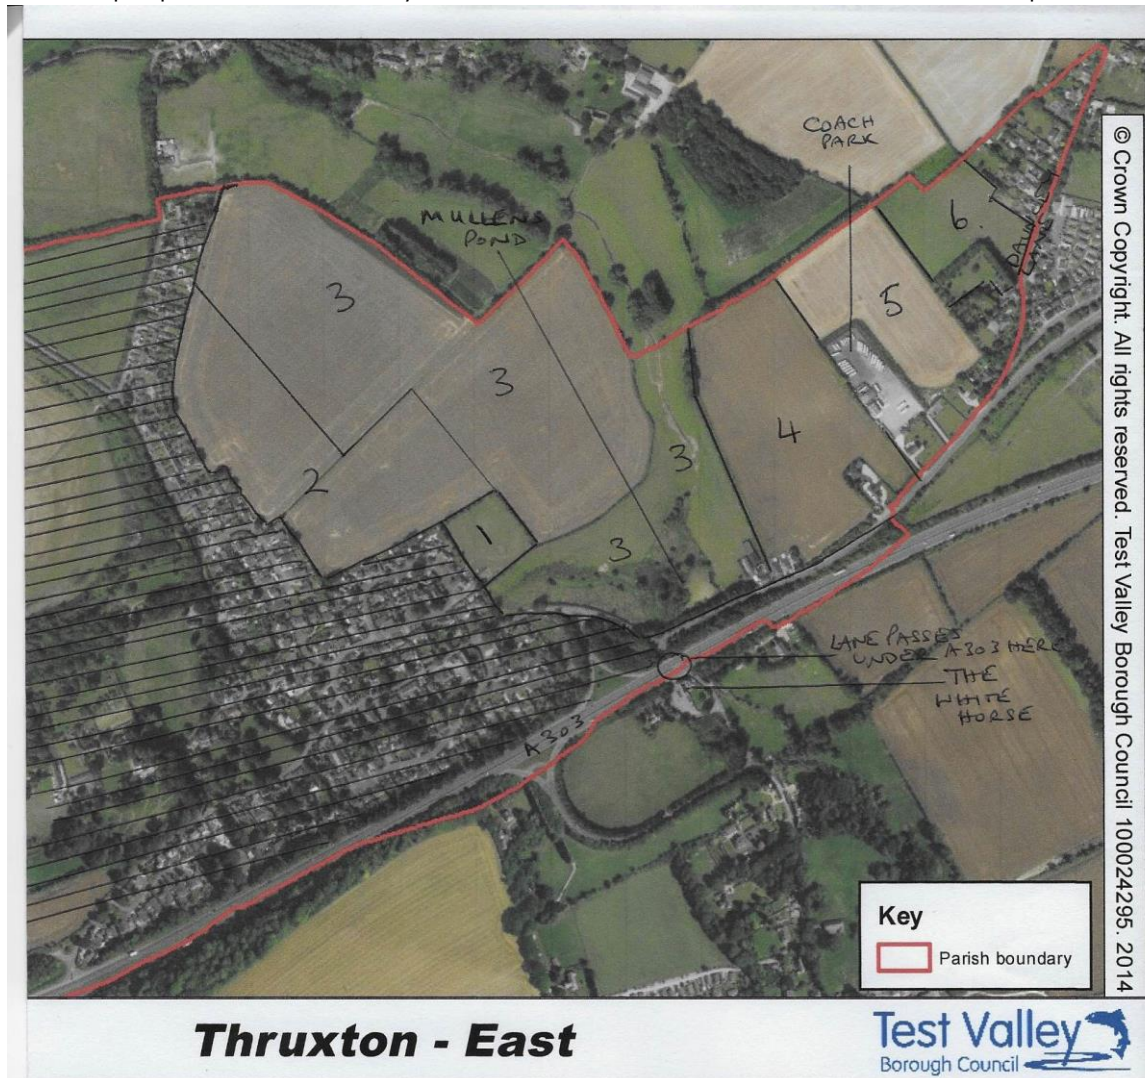 COACH
PARK
MULLENS
POND
6.
3
5
3
4
3
2
1
3
LANE PASSES
UNDER A303 HERE
THE
WHITE
HORSE
A303
Key
Parish boundary
© Crown Copyright. All rights reserved. Test Valley Borough Council 100024295. 2014
Thruxton - East
Test Valley
Borough Council